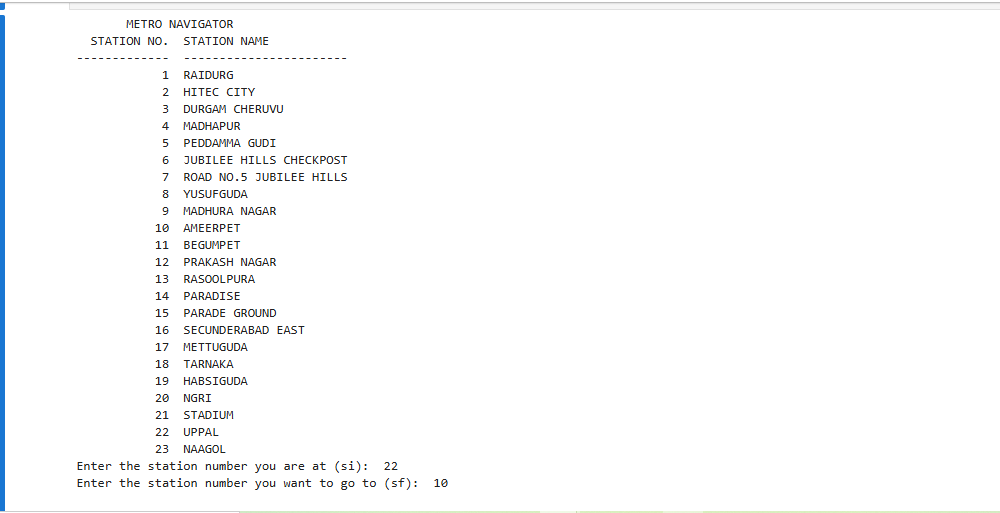 METRO NAVIGATOR
STATION NO. STATION NAME
------------- -----------------------
1 RAIDURG
2 HITEC CITY
3 DURGAM CHERUVU
4 MADHAPUR
5 PEDDAMMA GUDI
6 JUBILEE HILLS CHECKPOST
7 ROAD NO.5 JUBILEE HILLS
8 YUSUFGUDA
9 MADHURA NAGAR
10 AMEERPET
11 BEGUMPET
12 PRAKASH NAGAR
13 RASOOLPURA
14 PARADISE
15 PARADE GROUND
16 SECUNDERABAD EAST
17 METTUGUDA
18 TARNAKA
19 HABSIGUDA
20 NGRI
21 STADIUM
22 UPPAL
23 NAAGOL
Enter the station number you are at (si): 22
Enter the station number you want to go to (sf): 10